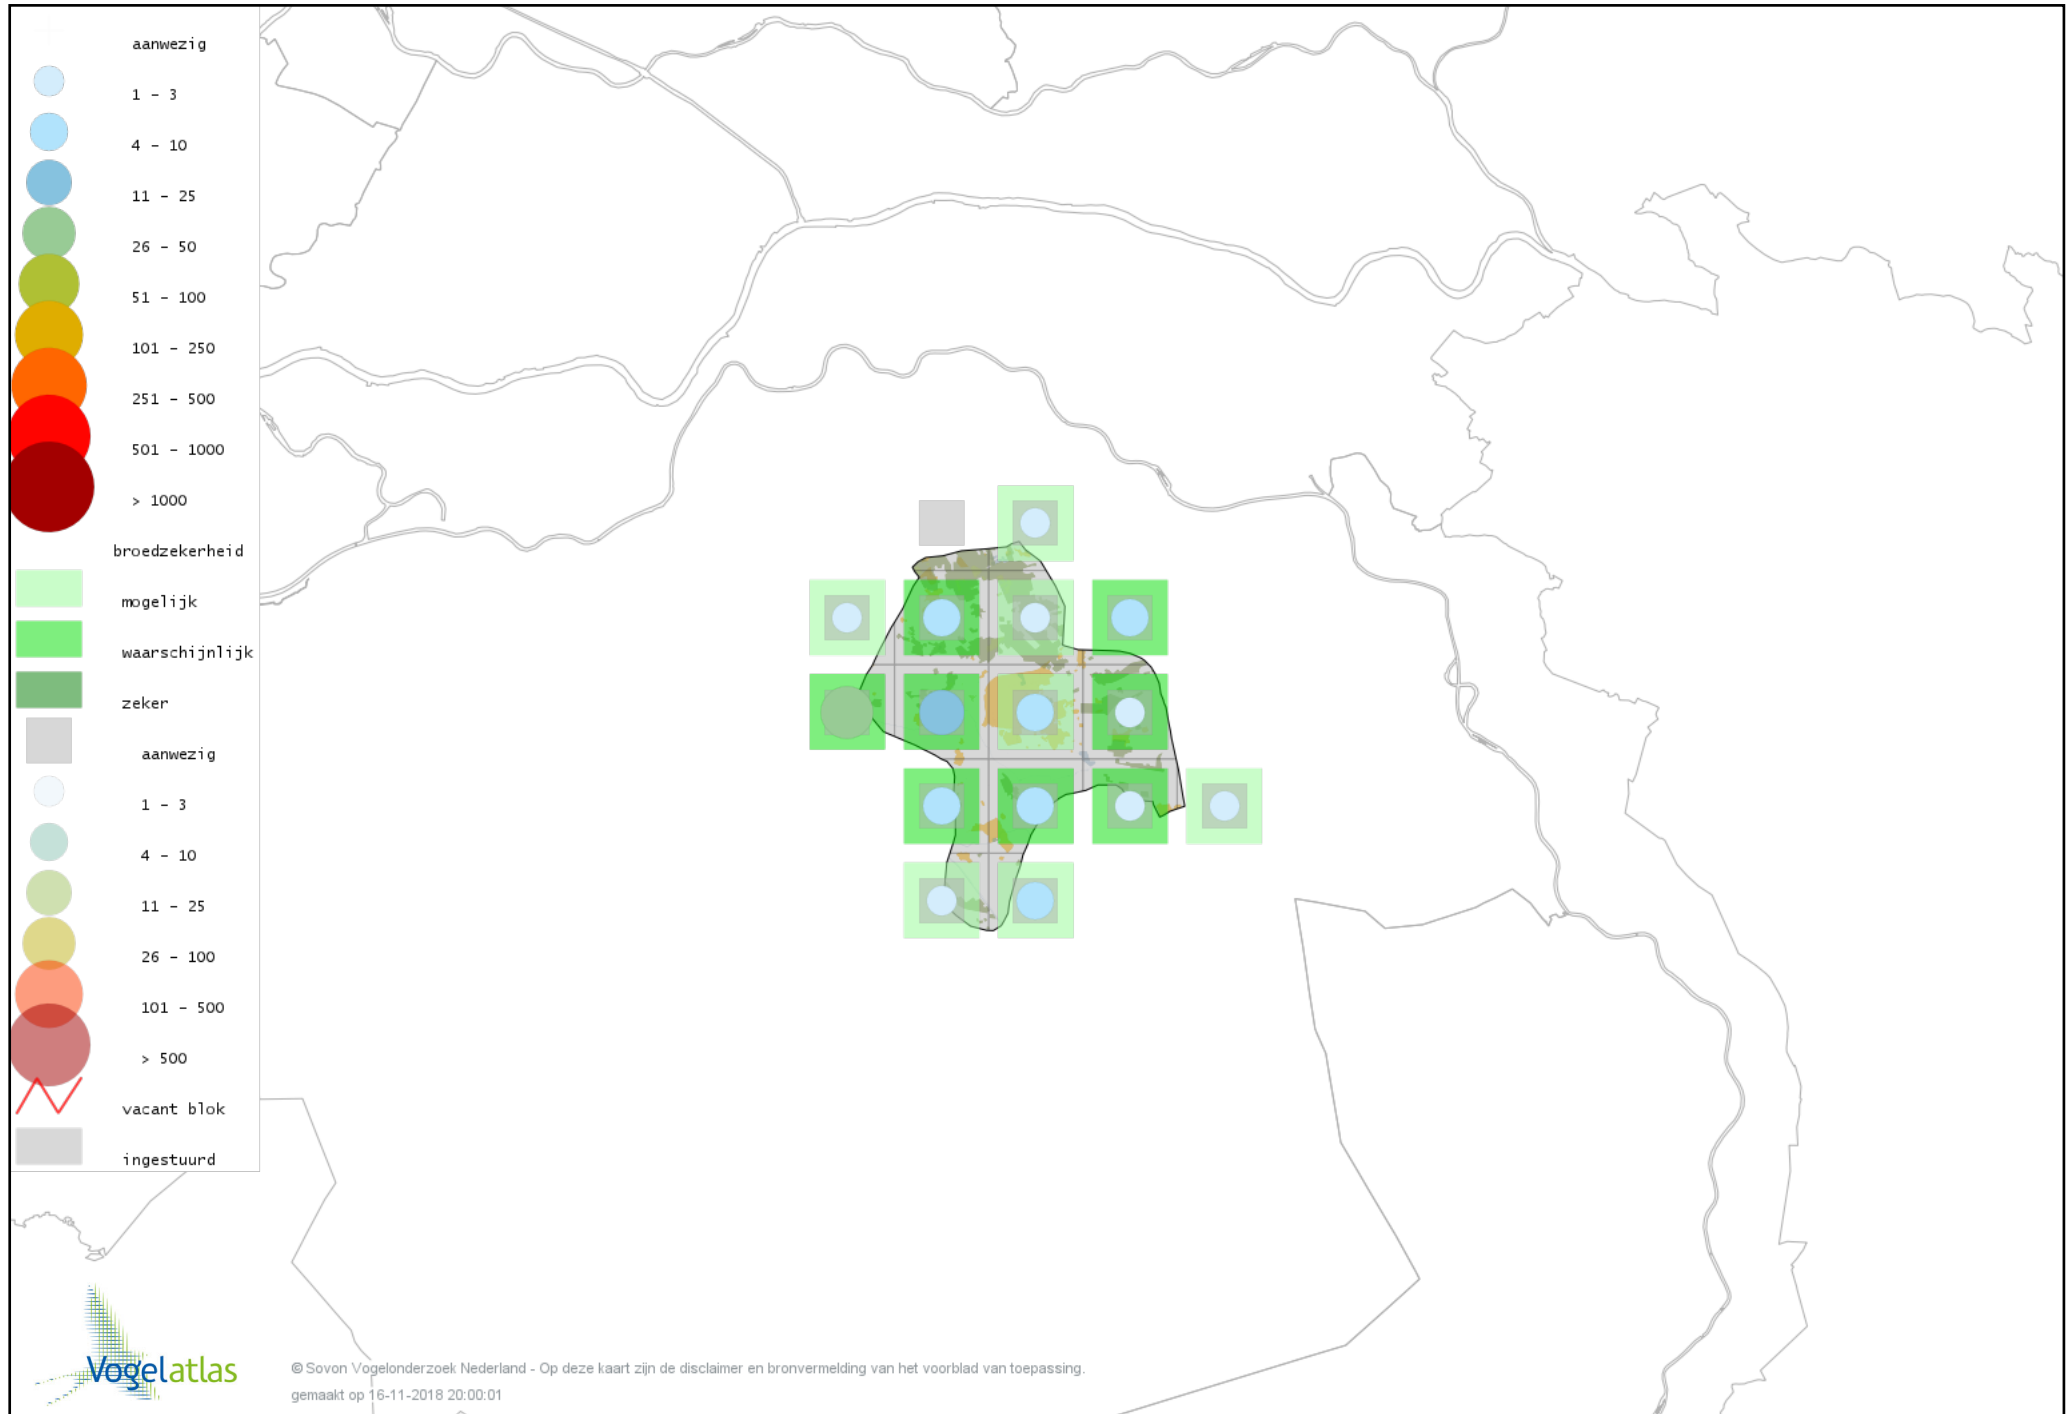 aanwezig
1 - 3
4 - 10
11 - 25
26 - 50
51 - 100
101 - 250
251 - 500
501 - 1000
> 1000
broedzekerheid
mogelijk
waarschijnlijk
zeker
aanwezig
1 - 3
4 - 10
11 - 25
26 - 100
101 - 500
> 500
vacant blok
ingestuurd
Vogelatlas
© Sovon Vogelonderzoek Nederland - Op deze kaart zijn de disclaimer en bronvermelding van het voorblad van toepassing.
gemaakt op 16-11-2018 20:00:01